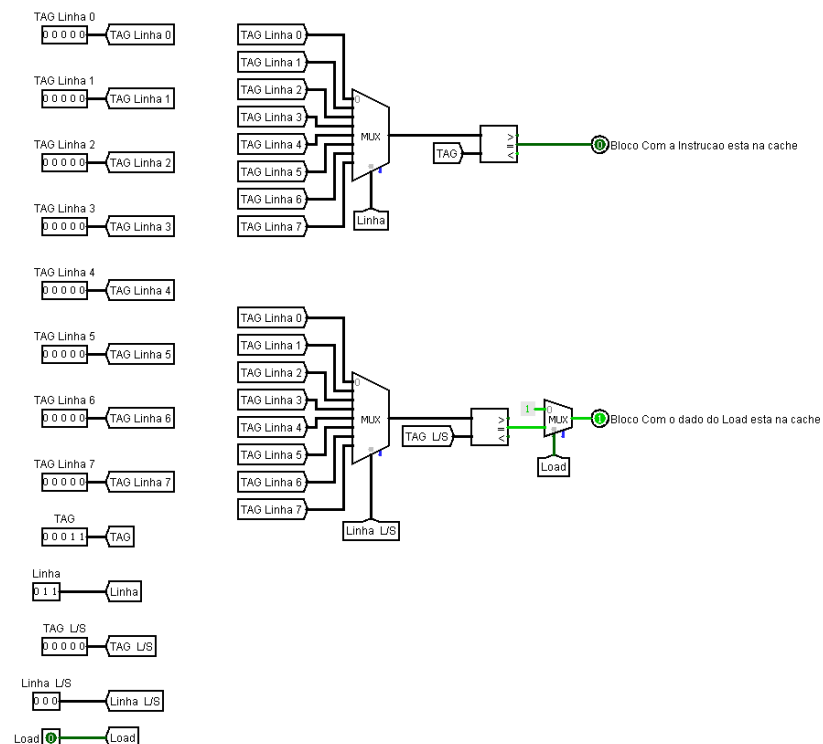 TAG Linha 0
0 0 0 0 0
TAG Linha 0
TAG Linha 1
0 0 0 0 0
TAG Linha 1
TAG Linha 2
0 0 0 0 0
TAG Linha 2
TAG Linha 3
0 0 0 0 0
TAG Linha 3
TAG Linha 4
0 0 0 0 0
TAG Linha 4
TAG Linha 5
0 0 0 0 0
TAG Linha 5
TAG Linha 6
0 0 0 0 0
TAG Linha 6
TAG Linha 7
0 0 0 0 0
TAG Linha 7
TAG
0 0 0 1 1
TAG
Linha
0 1 1
Linha
TAG L/S
0 0 0 0 0
TAG L/S
Linha L/S
0 0 0
Linha L/S
Load
0
Load
TAG Linha 0
TAG Linha 1
TAG Linha 2
TAG Linha 3
TAG Linha 4
TAG Linha 5
TAG Linha 6
TAG Linha 7
0
MUX
Linha
TAG
>
=
<
0
Bloco Com a Instrucao esta na cache
TAG Linha 0
TAG Linha 1
TAG Linha 2
TAG Linha 3
TAG Linha 4
TAG Linha 5
TAG Linha 6
TAG Linha 7
0
MUX
Linha L/S
TAG L/S
>
=
<
1
0
MUX
Load
1
Bloco Com o dado do Load esta na cache